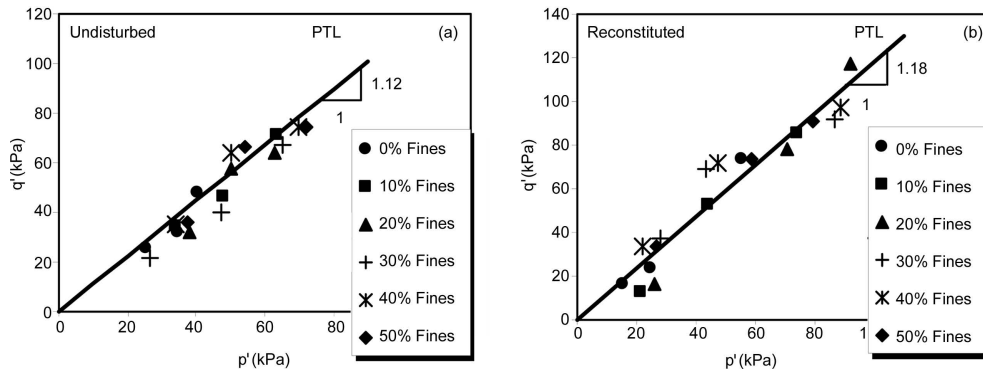 120
Undisturbed PTL (a)
100
1.12
80
1
60
40
20
0
0 20 40 60 80
q'(kPa)
p'(kPa)
0% Fines
10% Fines
20% Fines
30% Fines
40% Fines
50% Fines
140
Reconstituted PTL (b)
120
1.18
100
1
80
60
40
20
0
0 20 40 60 80 1
q'(kPa)
p'(kPa)
0% Fines
10% Fines
20% Fines
30% Fines
40% Fines
50% Fines